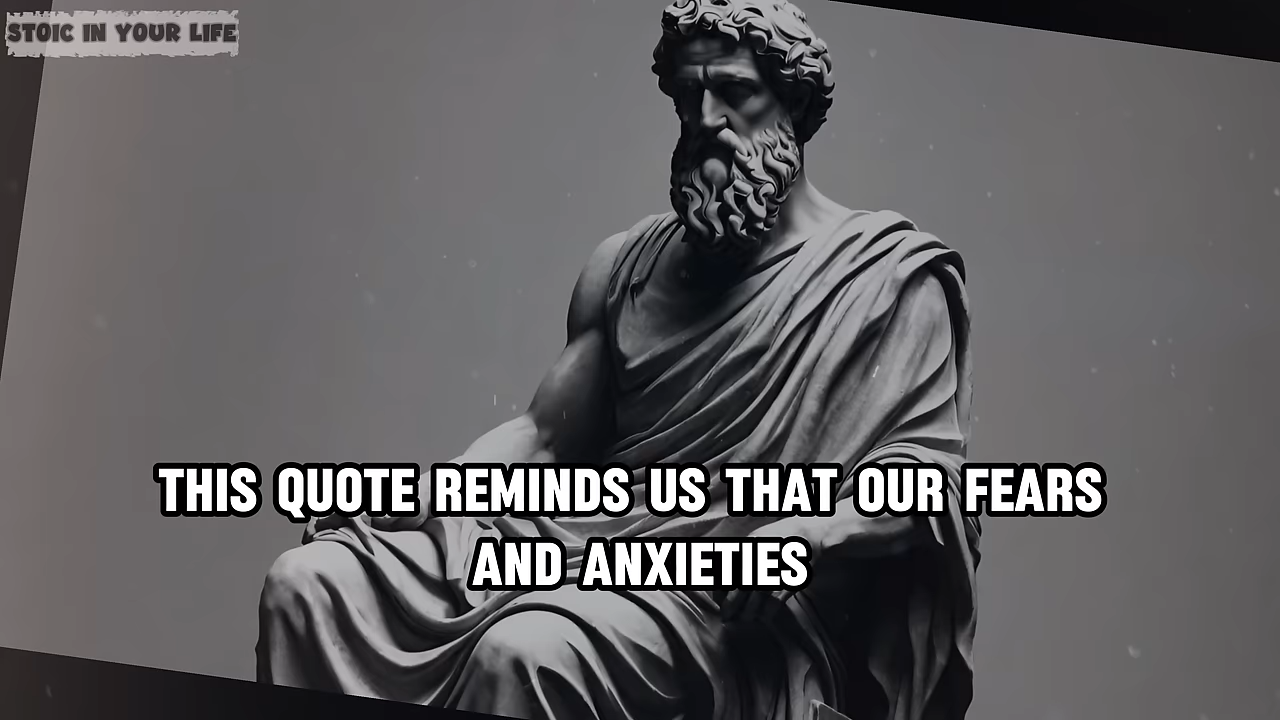 STOIC IN YOUR LIFE
THIS QUOTE REMINDS US THAT OUR FEARS
AND ANXIETIES